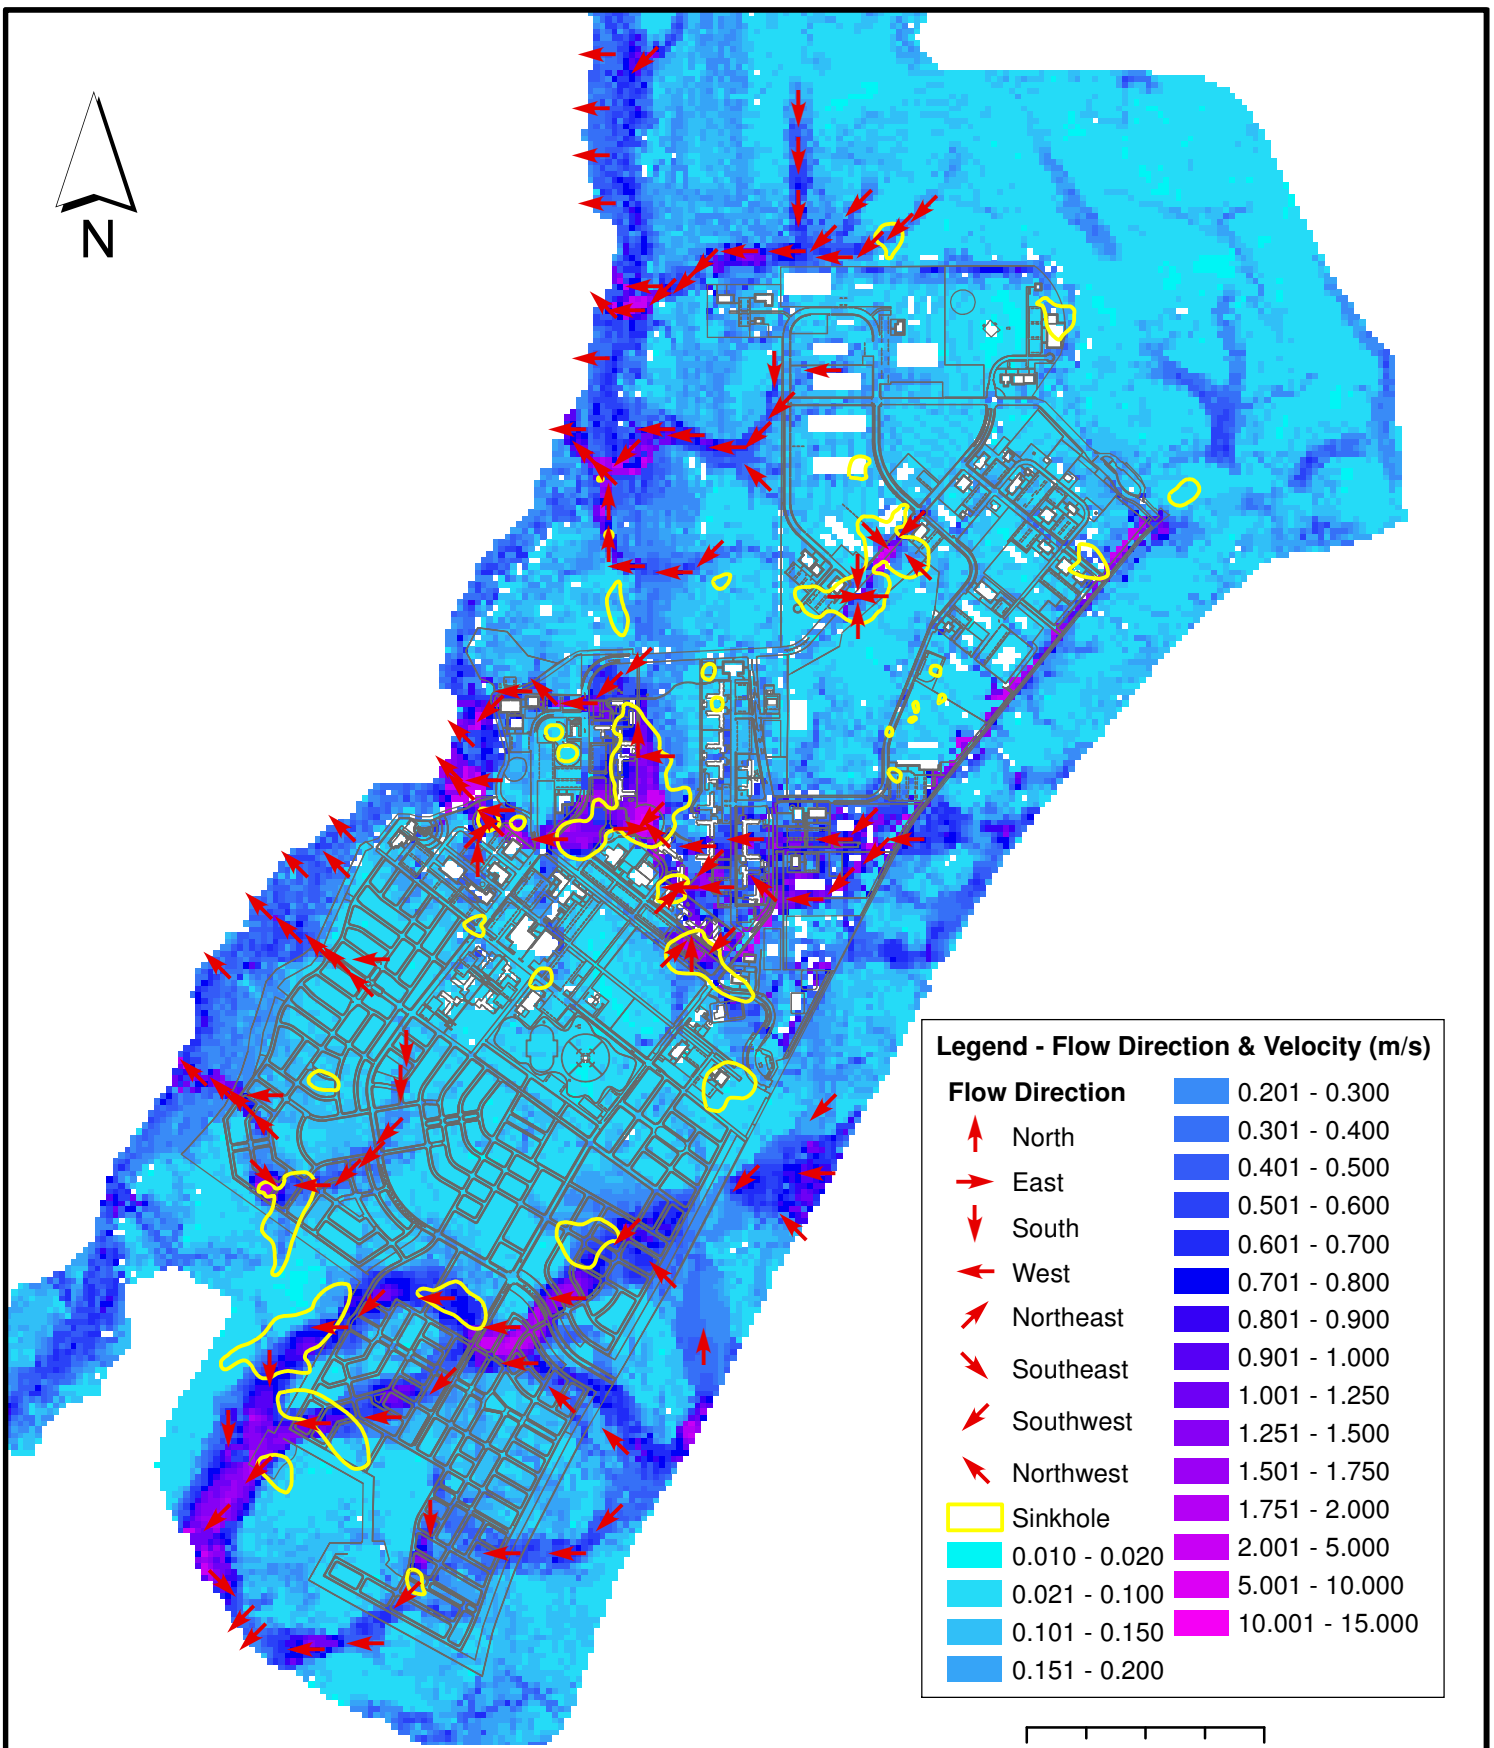 N
Legend - Flow Direction & Velocity (m/s)
Flow Direction
North
East
South
West
Northeast
Southeast
Southwest
Northwest
Sinkhole
0.010 - 0.020
0.021 - 0.100
0.101 - 0.150
0.151 - 0.200
0.201 - 0.300
0.301 - 0.400
0.401 - 0.500
0.501 - 0.600
0.601 - 0.700
0.701 - 0.800
0.801 - 0.900
0.901 - 1.000
1.001 - 1.250
1.251 - 1.500
1.501 - 1.750
1.751 - 2.000
2.001 - 5.000
5.001 - 10.000
10.001 - 15.000